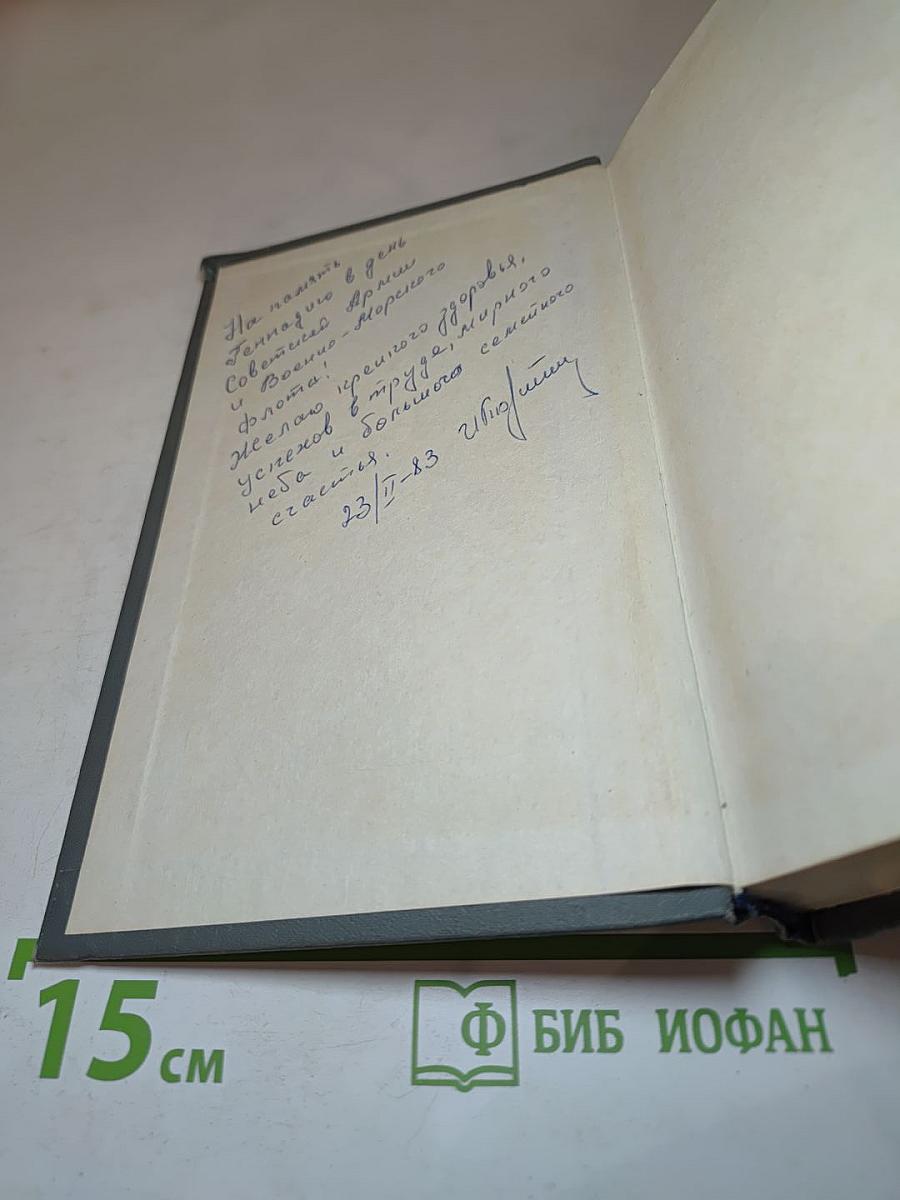 На память
Геннадию в день
Советской Армии
и Военно-Морского
флота!
Желаю крепкого здоровья,
успехов в труде, мирного
неба и большого семейного
счастья.
23/II-83
15 см
Ф БИБ ИОФАН